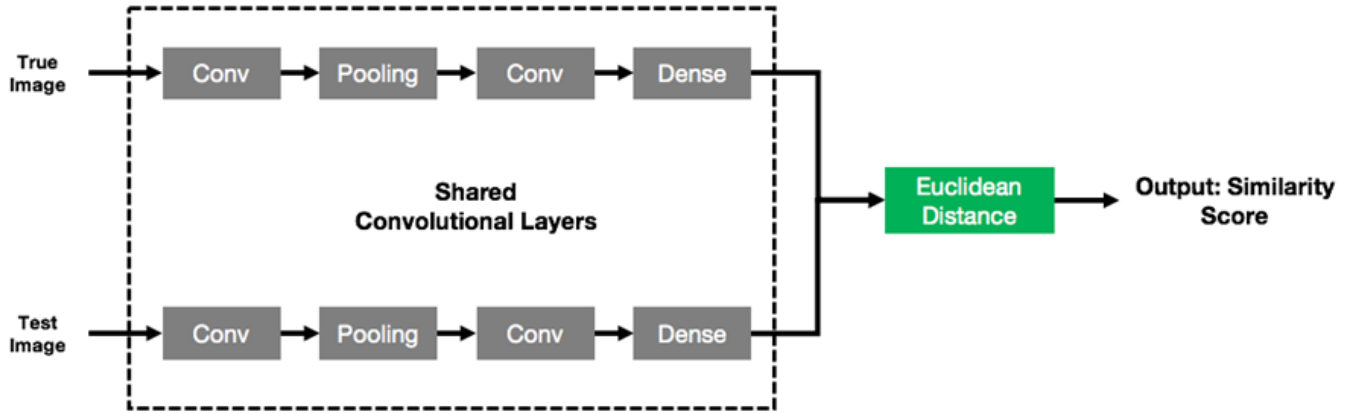 True
Image
Conv
Pooling
Conv
Dense
Shared
Convolutional Layers
Euclidean
Distance
Output: Similarity
Score
Test
Image
Conv
Pooling
Conv
Dense